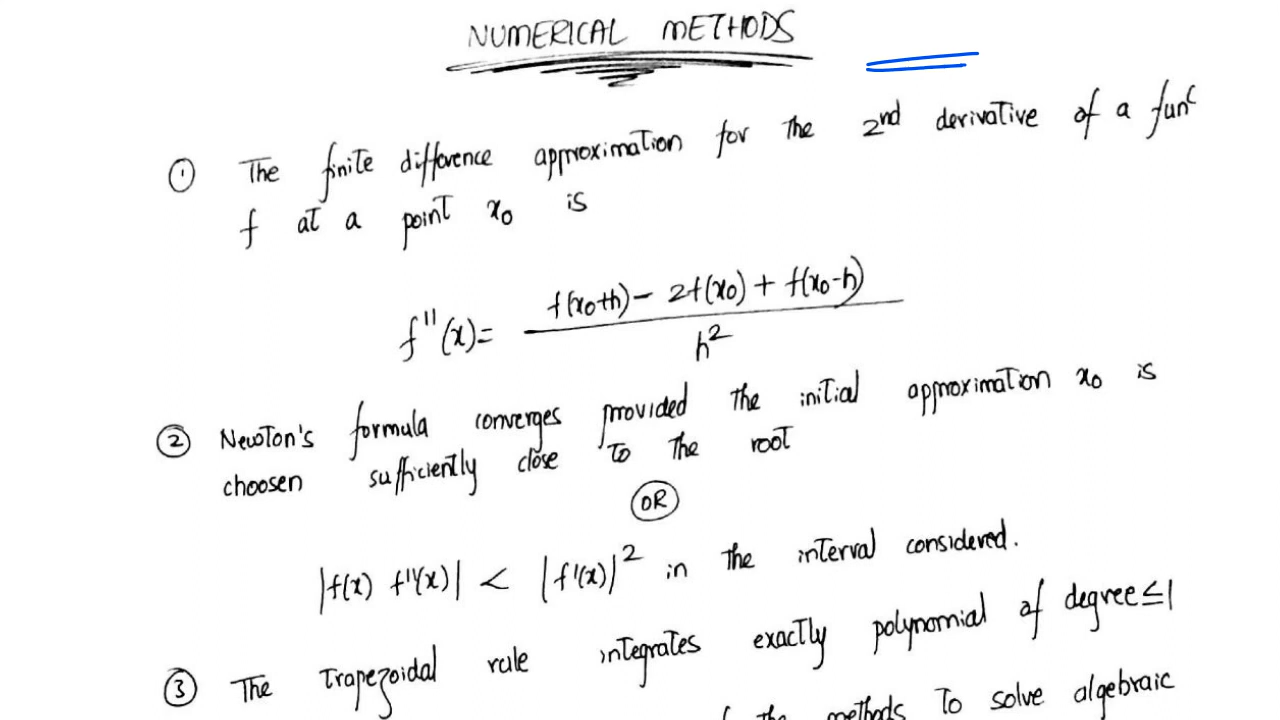 NUMERICAL METHODS
① The finite difference approximation for the 2nd derivative of a func
f at a point x₀ is
f''(x) = f(x₀+h) - 2f(x₀) + f(x₀-h) / h²
② Newton's formula converges provided the initial approximation x₀ is
choosen sufficiently close to the root
OR
|f(x) f''(x)| < |f'(x)|² in the interval considered.
③ The Trapezoidal rule integrates exactly polynomial of degree ≤ 1
the methods to solve algebraic